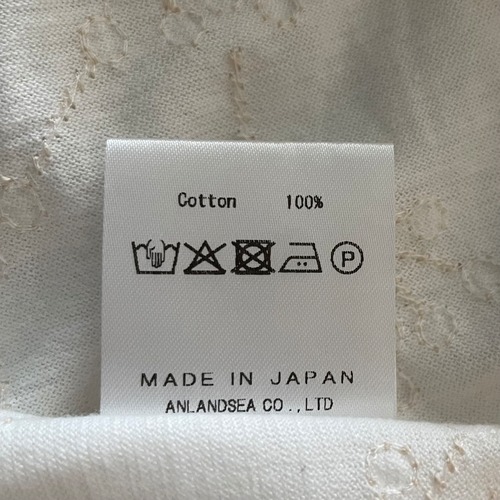 Cotton 100%
P
MADE IN JAPAN
ANLANDSEA CO.,LTD